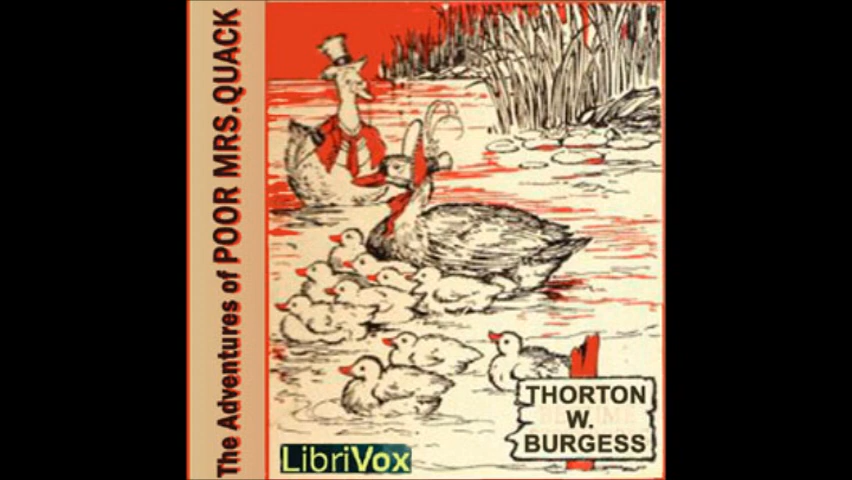 The Adventures of POOR MRS.QUACK
THORTON
W.
BURGESS
LibriVox